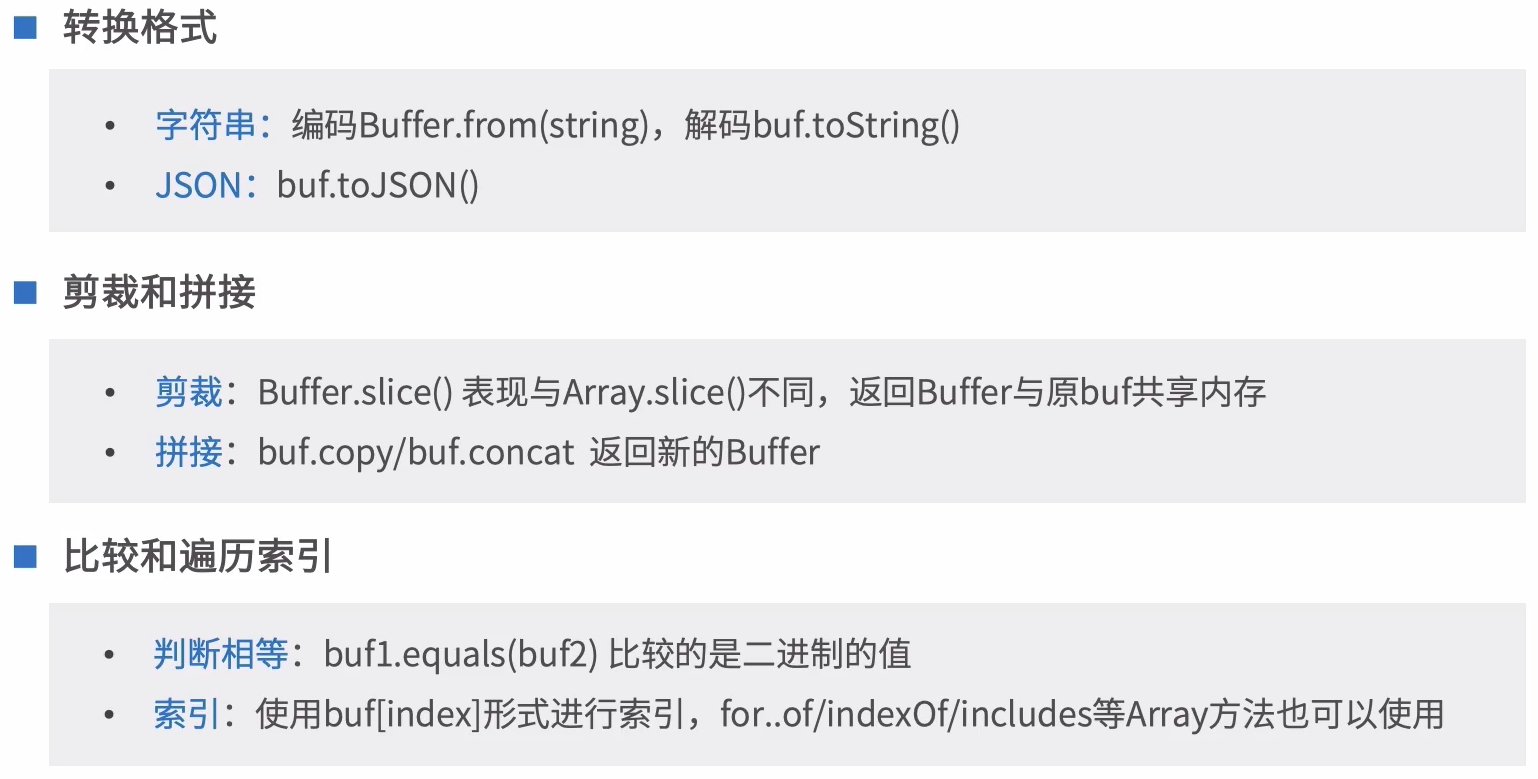 转换格式
• 字符串：编码Buffer.from(string)，解码buf.toString()
• JSON：buf.toJSON()
剪裁和拼接
• 剪裁：Buffer.slice() 表现与Array.slice()不同，返回Buffer与原buf共享内存
• 拼接：buf.copy/buf.concat 返回新的Buffer
比较和遍历索引
• 判断相等：buf1.equals(buf2) 比较的是二进制的值
• 索引：使用buf[index]形式进行索引，for..of/indexOf/includes等Array方法也可以使用